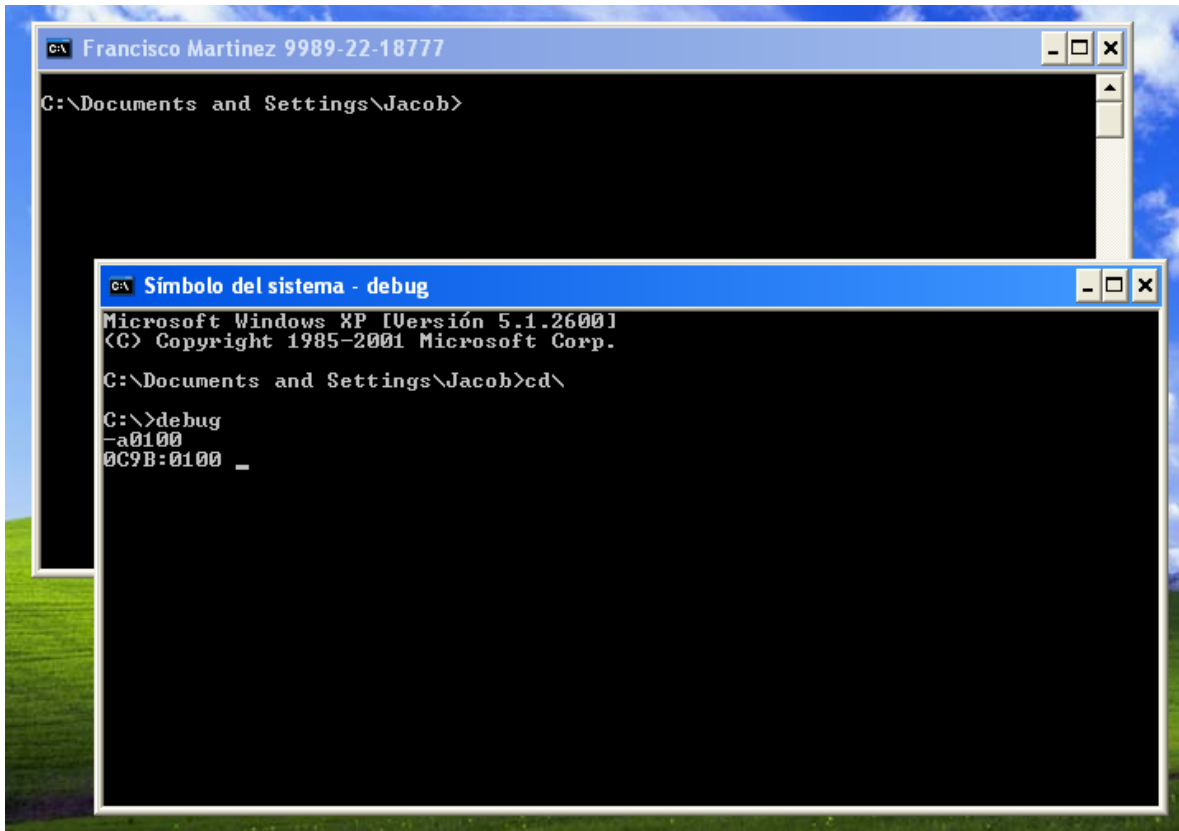 Francisco Martinez 9989-22-18777
C:\Documents and Settings\Jacob>
Símbolo del sistema - debug
Microsoft Windows XP [Versión 5.1.2600]
(C) Copyright 1985-2001 Microsoft Corp.
C:\Documents and Settings\Jacob>cd\
C:\>debug
-a0100
0C9B:0100 _